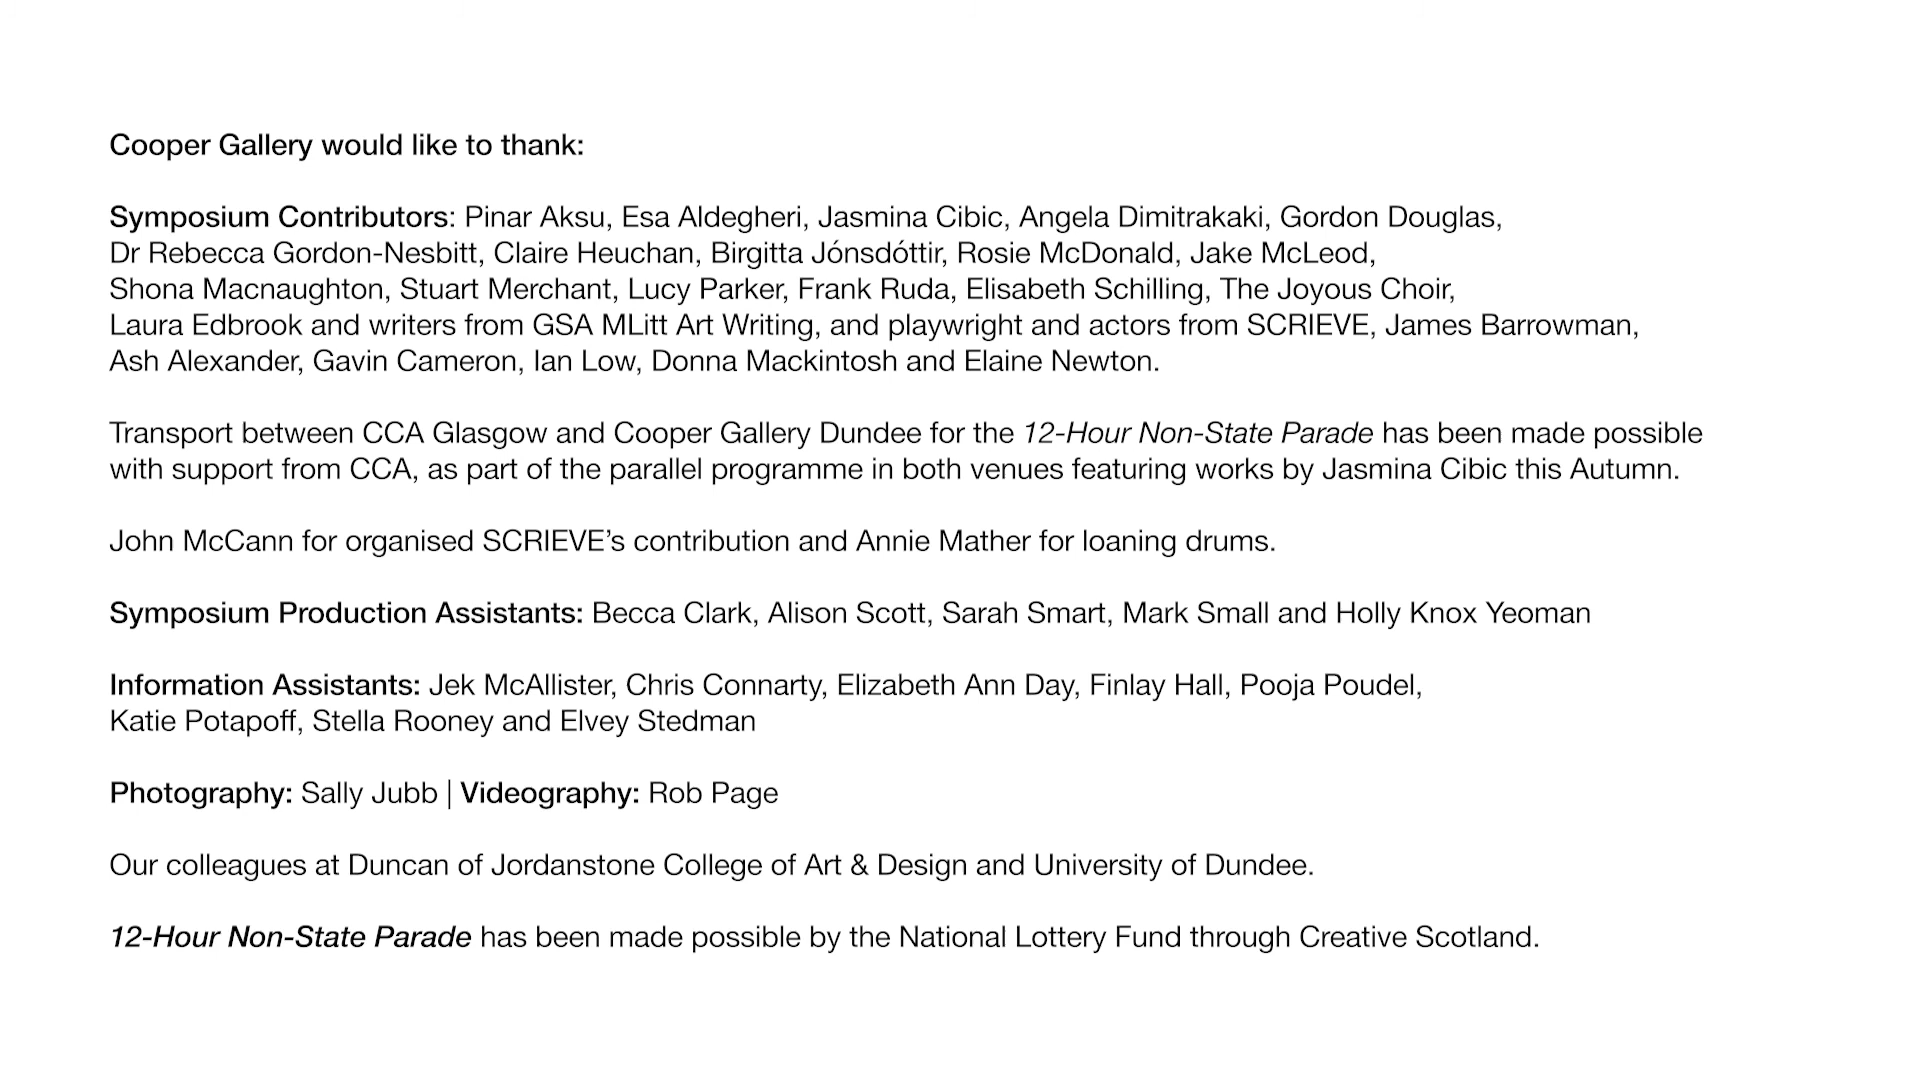 Cooper Gallery would like to thank:
Symposium Contributors: Pinar Aksu, Esa Aldegheri, Jasmina Cibic, Angela Dimitrakaki, Gordon Douglas,
Dr Rebecca Gordon-Nesbitt, Claire Heuchan, Birgitta Jónsdóttir, Rosie McDonald, Jake McLeod,
Shona Macnaughton, Stuart Merchant, Lucy Parker, Frank Ruda, Elisabeth Schilling, The Joyous Choir,
Laura Edbrook and writers from GSA MLitt Art Writing, and playwright and actors from SCRIEVE, James Barrowman,
Ash Alexander, Gavin Cameron, Ian Low, Donna Mackintosh and Elaine Newton.
Transport between CCA Glasgow and Cooper Gallery Dundee for the 12-Hour Non-State Parade has been made possible
with support from CCA, as part of the parallel programme in both venues featuring works by Jasmina Cibic this Autumn.
John McCann for organised SCRIEVE’s contribution and Annie Mather for loaning drums.
Symposium Production Assistants: Becca Clark, Alison Scott, Sarah Smart, Mark Small and Holly Knox Yeoman
Information Assistants: Jek McAllister, Chris Connarty, Elizabeth Ann Day, Finlay Hall, Pooja Poudel,
Katie Potapoff, Stella Rooney and Elvey Stedman
Photography: Sally Jubb | Videography: Rob Page
Our colleagues at Duncan of Jordanstone College of Art & Design and University of Dundee.
12-Hour Non-State Parade has been made possible by the National Lottery Fund through Creative Scotland.